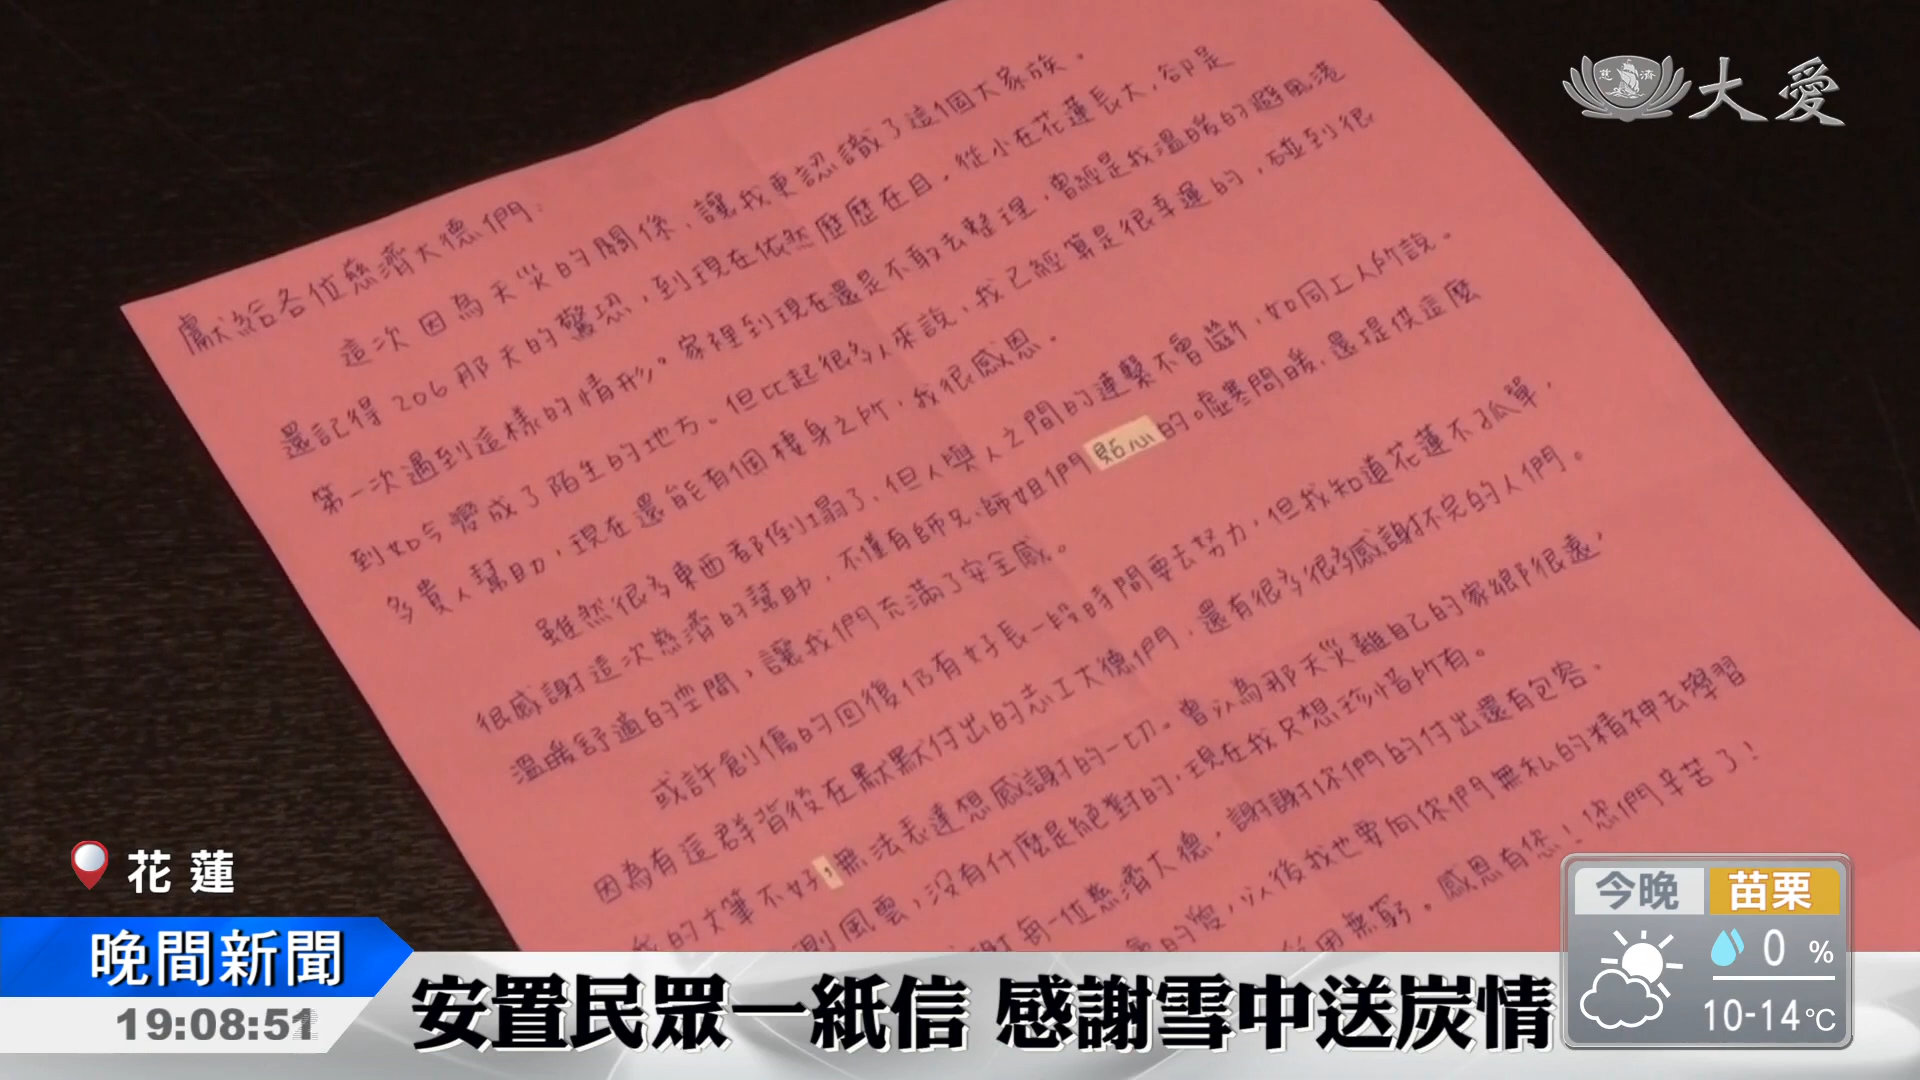 慈濟
大愛
獻給各位慈濟大德們:
這次因為天災的關係,讓我更認識了這個大家族。
還記得206那天的驚恐,到現在依然歷歷在目,從小在花蓮長大,卻是
第一次遇到這樣的情形。家裡到現在還是不敢去整理,曾經是我溫暖的避風港
到如今變成了陌生的地方。但比起很多人來說,我已經算是很幸運的,碰到很
多貴人幫助,現在還能有個棲身之所,我很感恩。
雖然很多東西都倒塌了,但人與人之間的連繫不曾斷,如同上人所說。
很感謝這次慈濟的幫助,不僅有師兄、師姐們貼心的噓寒問暖,還提供這麼
溫暖舒適的空間,讓我們充滿了安全感。
或許創傷的回復仍有好長一段時間要去努力,但我知道花蓮不孤單,
因為有這群背後在默默付出的志工大德們,還有很多很多感謝不完的人們。
我的文筆不好,無法表達想感謝的一切。曾以為那天災離自己的家鄉很遠,
測風雲,沒有什麼是絕對的,現在我只想珍惜所有。
謝每一位慈濟大德,謝謝你們的付出還有包容。
的愛,以後我也要向你們無私的精神去學習
無窮。感恩有您!您們辛苦了!
花蓮
晚間新聞
19:08:51
安置民眾一紙信 感謝雪中送炭情
今晚 苗栗
0 %
10-14°C